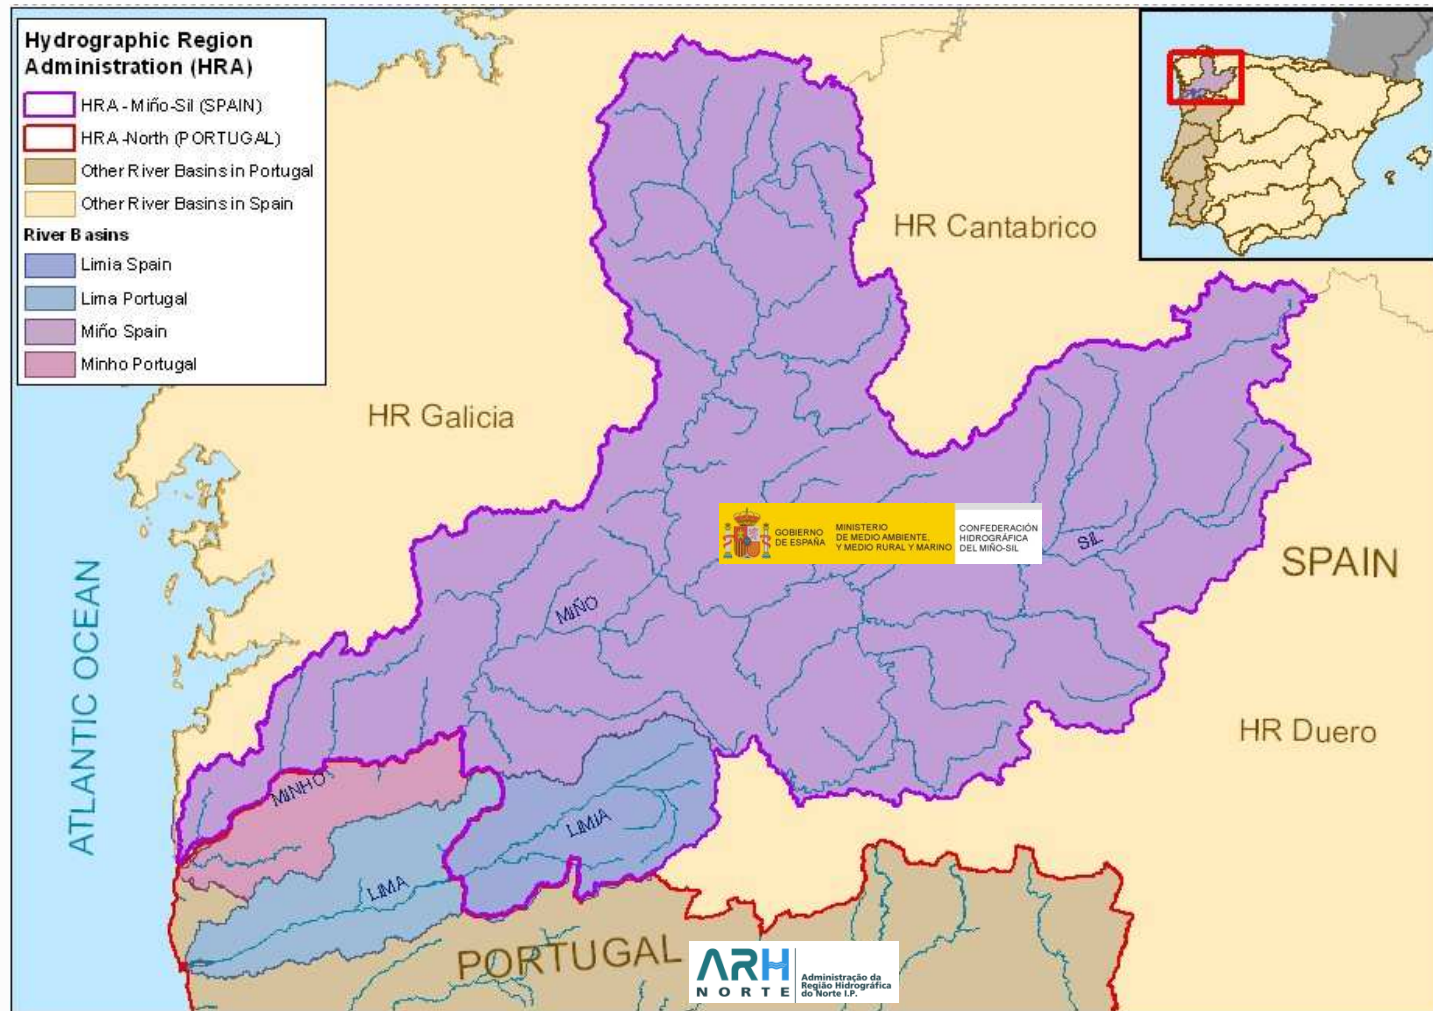 Hydrographic Region
Administration (HRA)
HRA - Miño-Sil (SPAIN)
HRA -North (PORTUGAL)
Other River Basins in Portugal
Other River Basins in Spain
River Basins
Limia Spain
Lima Portugal
Miño Spain
Minho Portugal
HR Cantabrico
HR Galicia
GOBIERNO
DE ESPAÑA
MINISTERIO
DE MEDIO AMBIENTE,
Y MEDIO RURAL Y MARINO
CONFEDERACIÓN
HIDROGRÁFICA
DEL MIÑO-SIL
SIL
SPAIN
MIÑO
ATLANTIC OCEAN
HR Duero
MINHO
LIMIA
LIMA
PORTUGAL
ARH
NORTE
Administração da
Região Hidrográfica
do Norte I.P.